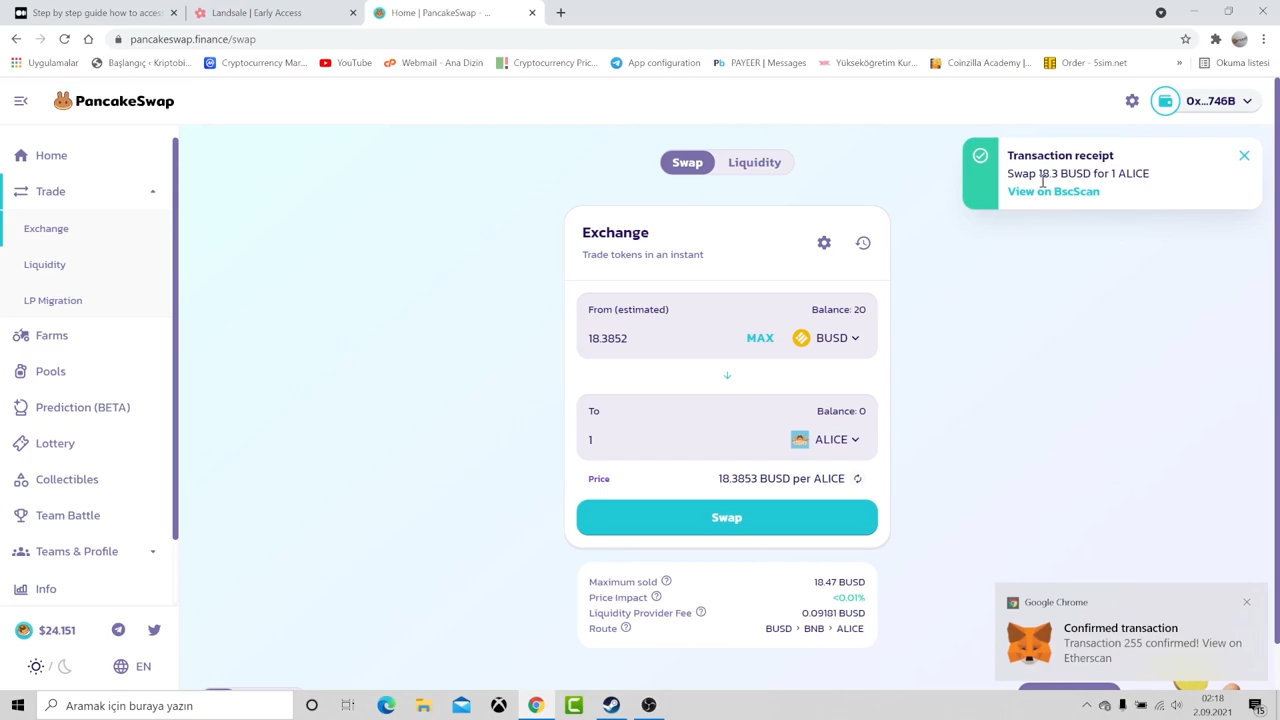 Step by step guide how to access
Landsale | Early Access
Home | PancakeSwap - ...
pancakeswap.finance/swap
Uygulamalar
Başlangıç < Kriptobi...
Cryptocurrency Mar...
YouTube
Webmail - Ana Dizin
Cryptocurrency Pric...
App configuration
PAYEER | Messages
Yükseköğretim Kur...
Coinzilla Academy |...
Order - 5sim.net
»
Okuma listesi
PancakeSwap
0x...746B
Home
Trade
Exchange
Liquidity
LP Migration
Farms
Pools
Prediction (BETA)
Lottery
Collectibles
Team Battle
Teams & Profile
Info
$24.151
/
EN
Swap
Liquidity
Exchange
Trade tokens in an instant
From (estimated)
Balance: 20
18.3852
MAX
BUSD
To
Balance: 0
1
ALICE
Price
18.3853 BUSD per ALICE
Swap
Maximum sold
18.47 BUSD
Price Impact
<0.01%
Liquidity Provider Fee
0.09181 BUSD
Route
BUSD > BNB > ALICE
Transaction receipt
Swap 18.3 BUSD for 1 ALICE
View on BscScan
Google Chrome
Confirmed transaction
Transaction 255 confirmed! View on
Etherscan
Aramak için buraya yazın
02:18
2.09.2021
15